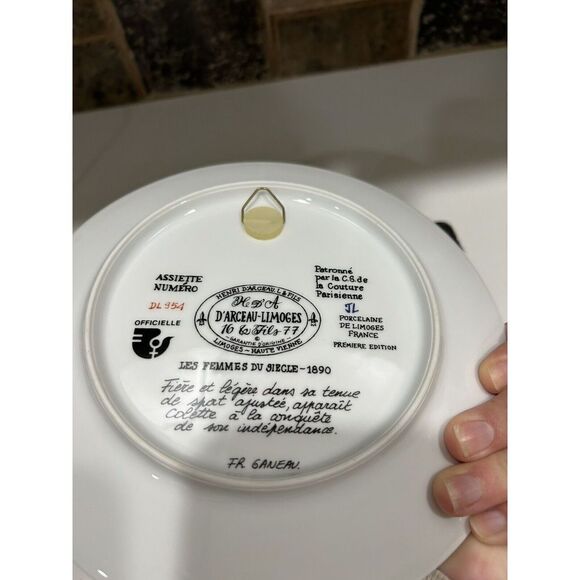 ASSIETTE
NUMÉRO
DL 954
OFFICIELLE
HENRI D'ARCEAU L & FILS
H D'A
D'ARCEAU-LIMOGES
16 & Fils 77
GARANTIE D'ORIGINE
LIMOGES - HAUTE VIENNE
Patronné
par la C.S. de
la Couture
Parisienne
JL
PORCELAINE
DE LIMOGES
FRANCE
PREMIÈRE EDITION
LES FEMMES DU SIECLE-1890
Fière et légère dans sa tenue
de sport ajustée, apparaît
Colette à la conquête
de son indépendance.
FR. GANEAU.